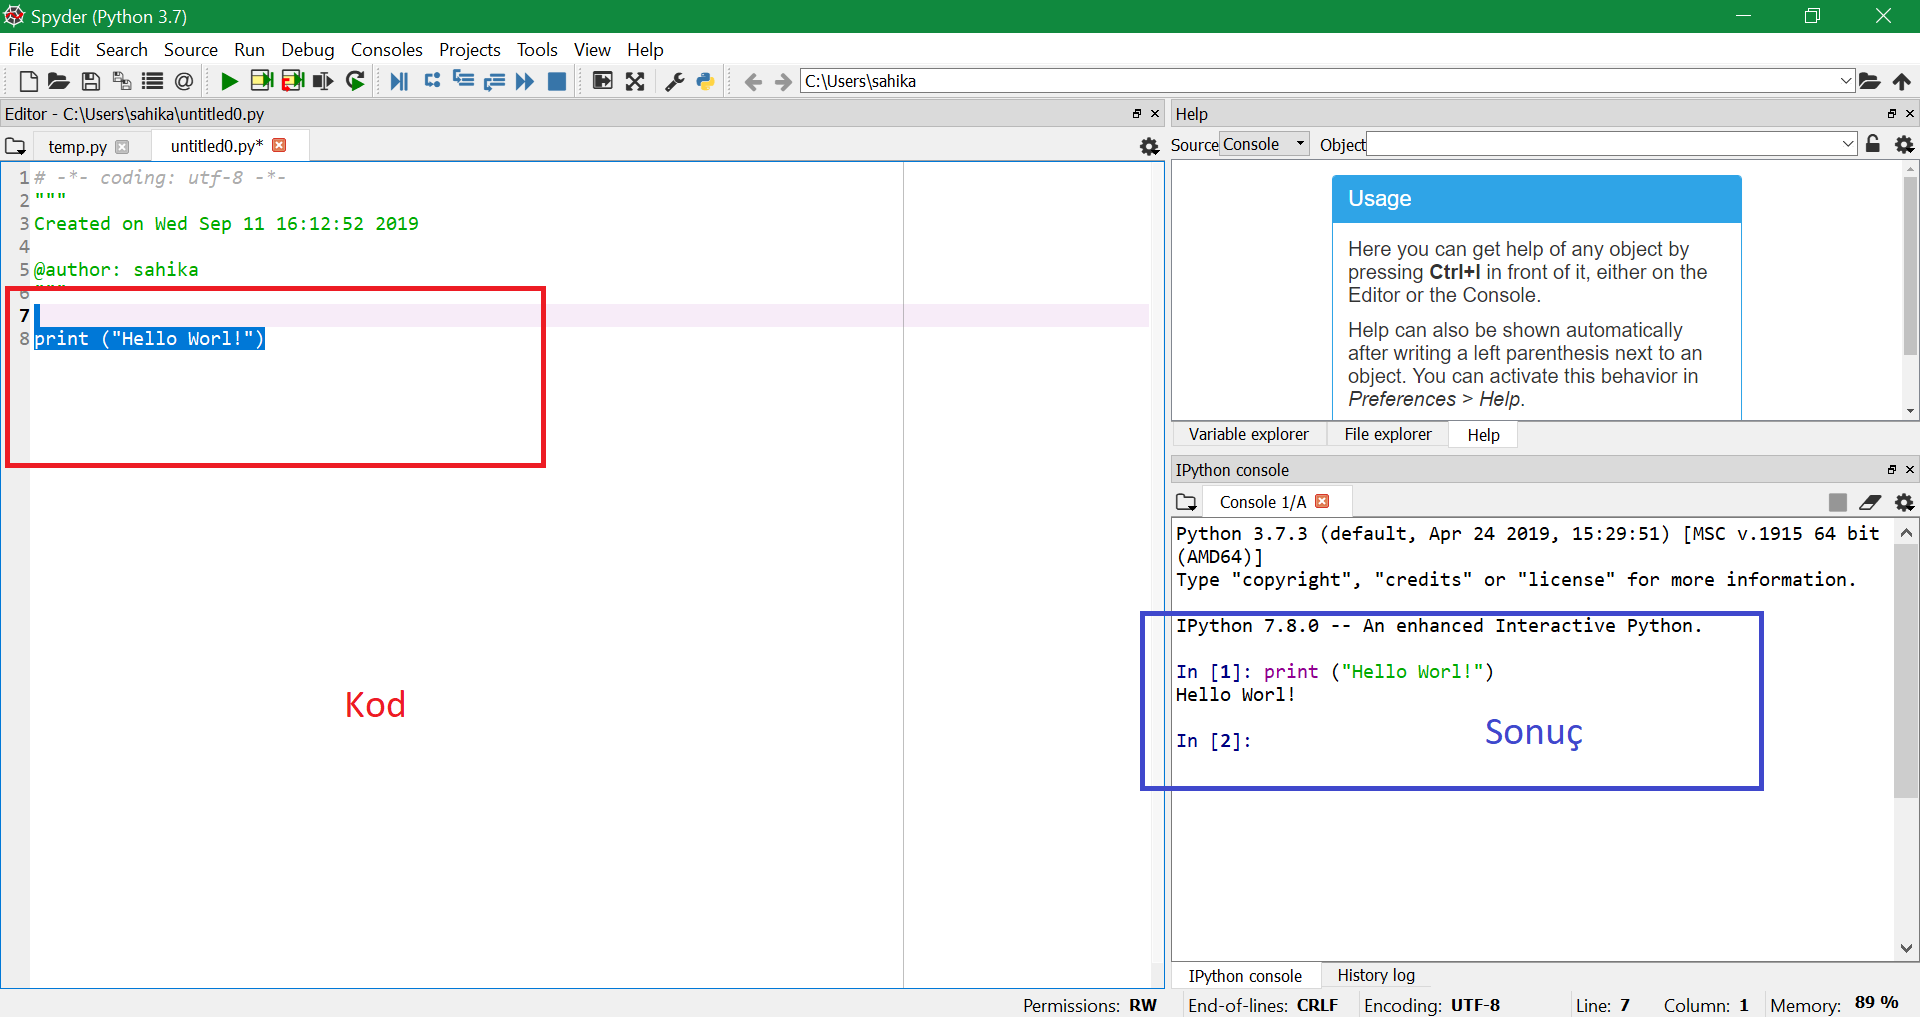 Spyder (Python 3.7)
File Edit Search Source Run Debug Consoles Projects Tools View Help
C:\Users\sahika
Editor - C:\Users\sahika\untitled0.py
temp.py untitled0.py*
1 # -*- coding: utf-8 -*-
2 """
3 Created on Wed Sep 11 16:12:52 2019
4
5 @author: sahika
6 """
7
8 print ("Hello Worl!")
Kod
Help
Source Console Object
Usage
Here you can get help of any object by
pressing Ctrl+I in front of it, either on the
Editor or the Console.
Help can also be shown automatically
after writing a left parenthesis next to an
object. You can activate this behavior in
Preferences > Help.
Variable explorer File explorer Help
IPython console
Console 1/A
Python 3.7.3 (default, Apr 24 2019, 15:29:51) [MSC v.1915 64 bit
(AMD64)]
Type "copyright", "credits" or "license" for more information.
IPython 7.8.0 -- An enhanced Interactive Python.
In [1]: print ("Hello Worl!")
Hello Worl!
In [2]:
Sonuç
IPython console History log
Permissions: RW End-of-lines: CRLF Encoding: UTF-8 Line: 7 Column: 1 Memory: 89 %